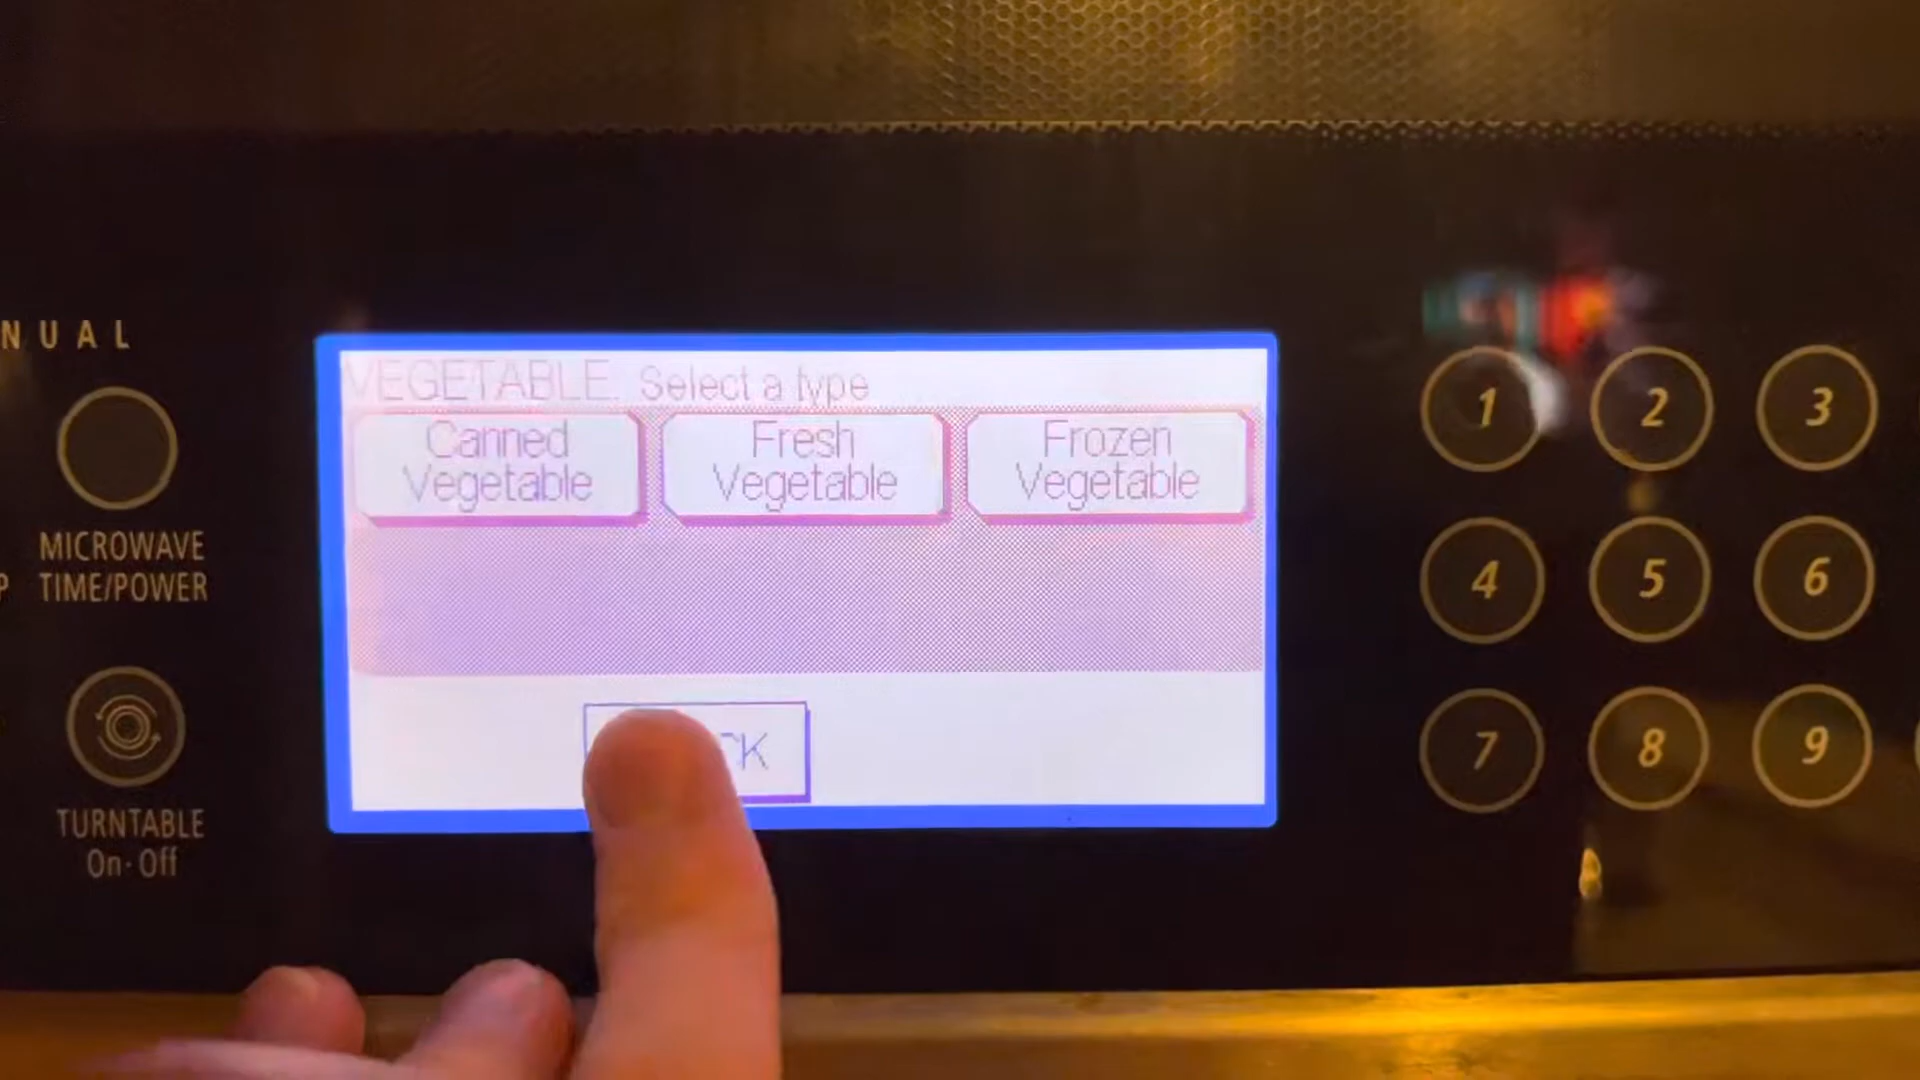 NUAL
MICROWAVE
TIME/POWER
TURNTABLE
On·Off
VEGETABLE: Select a type
Canned
Vegetable
Fresh
Vegetable
Frozen
Vegetable
CK
1 2 3
4 5 6
7 8 9